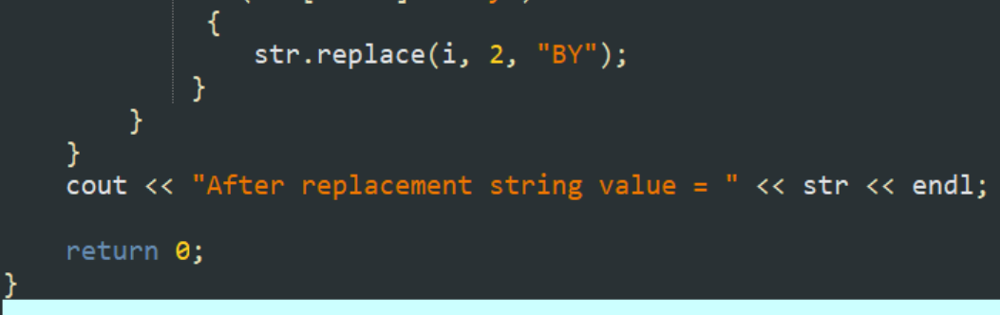 {
str.replace(i, 2, "BY");
}
}
}
cout << "After replacement string value = " << str << endl;
return 0;
}